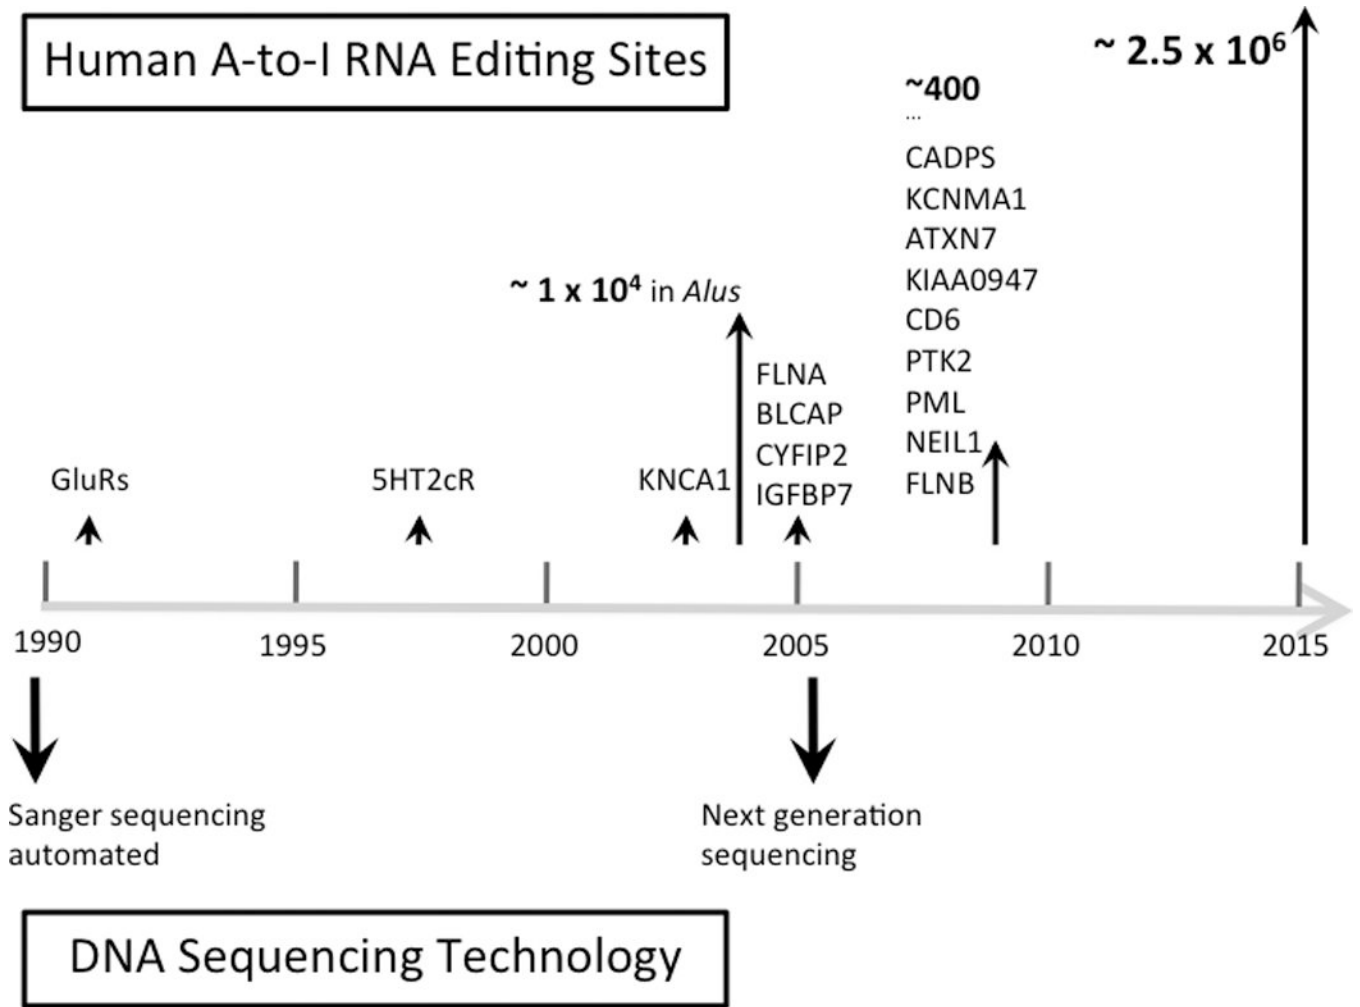 Human A-to-I RNA Editing Sites
~ 2.5 x 10⁶
~400
...
CADPS
KCNMA1
ATXN7
KIAA0947
CD6
PTK2
PML
NEIL1
FLNB
~ 1 x 10⁴ in Alus
FLNA
BLCAP
CYFIP2
IGFBP7
GluRs
5HT2cR
KNCA1
1990
1995
2000
2005
2010
2015
Sanger sequencing
automated
Next generation
sequencing
DNA Sequencing Technology